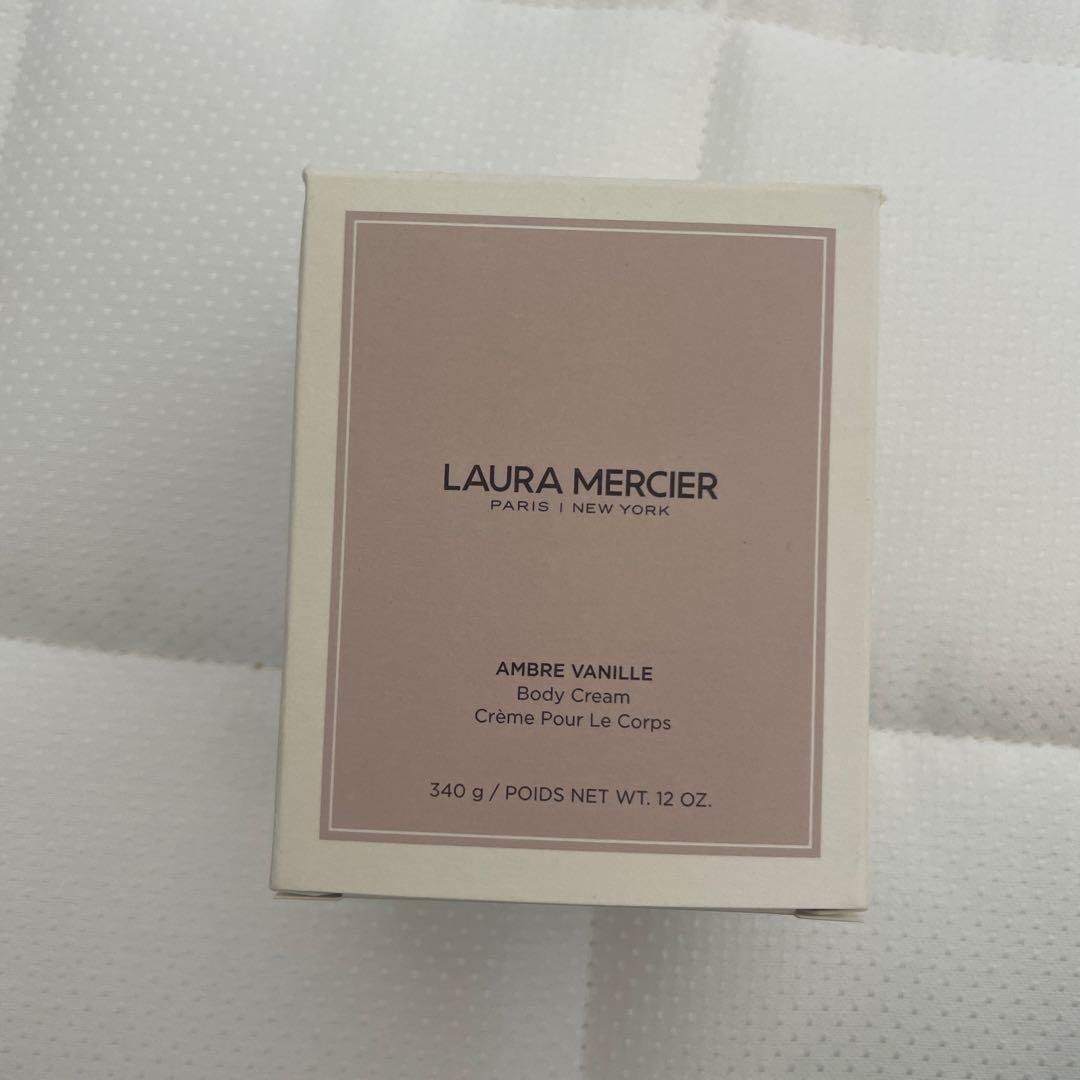 LAURA MERCIER
PARIS | NEW YORK
AMBRE VANILLE
Body Cream
Crème Pour Le Corps
340 g / POIDS NET WT. 12 OZ.